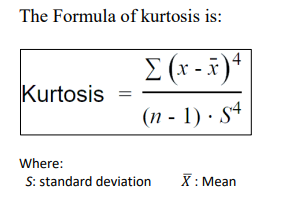 The Formula of kurtosis is:
Kurtosis = ∑ (x - x̄)⁴ / (n - 1) · S⁴
Where:
S: standard deviation X̄ : Mean